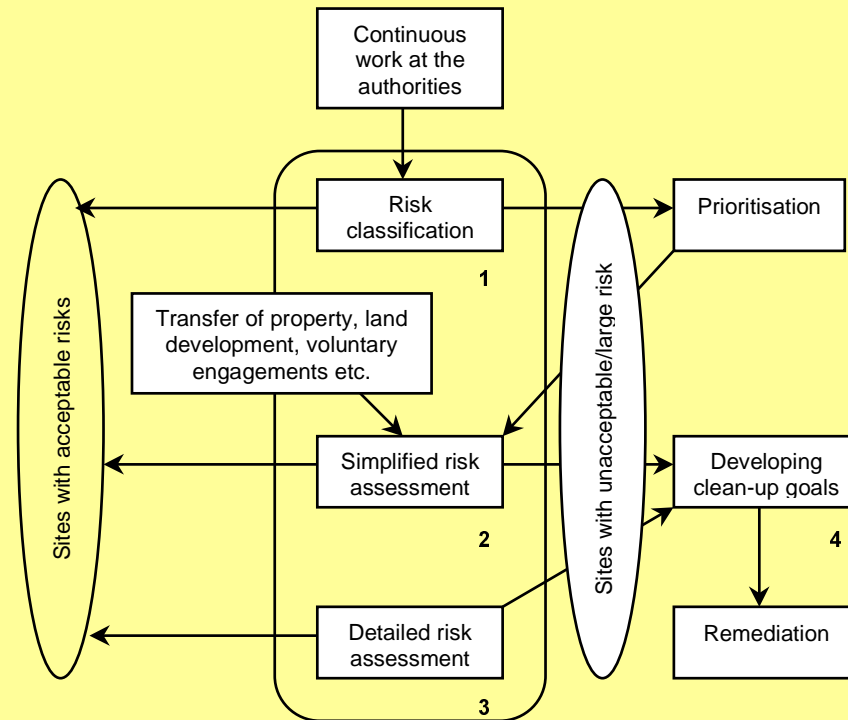 Continuous
work at the
authorities
Risk
classification
Prioritisation
1
Transfer of property, land
development, voluntary
engagements etc.
Sites with acceptable risks
Sites with unacceptable/large risk
Simplified risk
assessment
Developing
clean-up goals
2
4
Detailed risk
assessment
Remediation
3